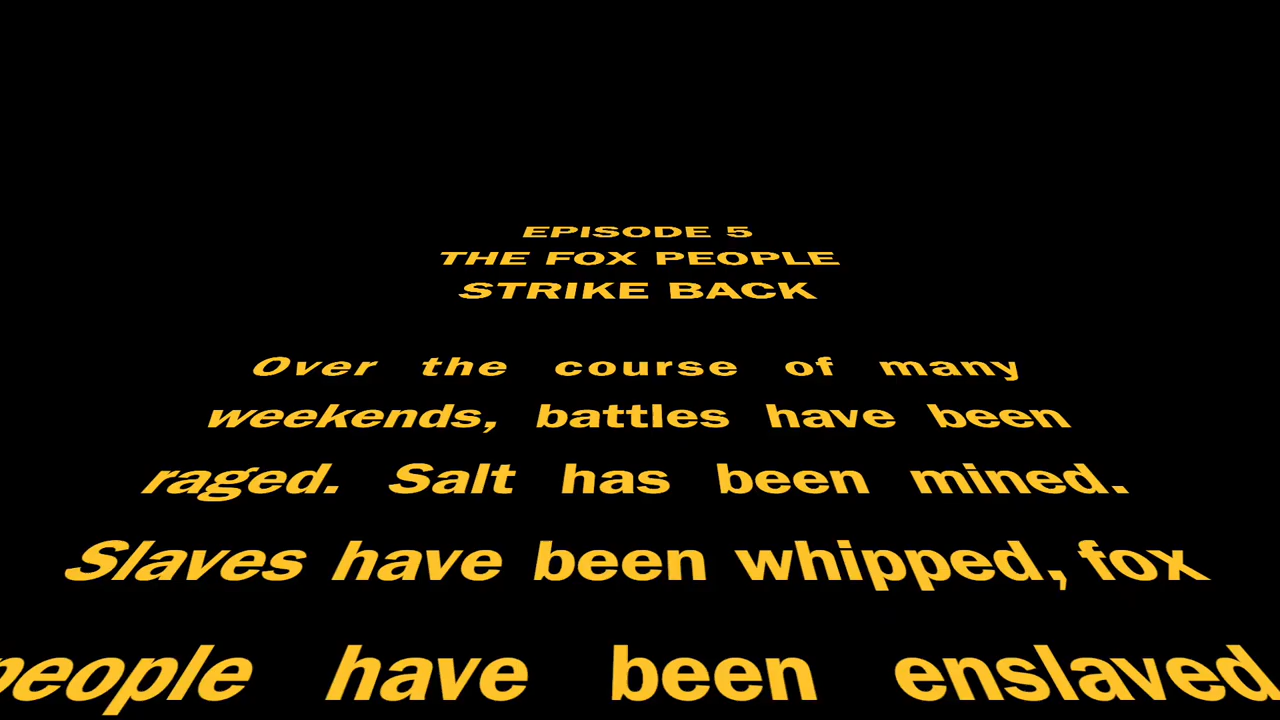 EPISODE 5
THE FOX PEOPLE
STRIKE BACK
Over the course of many
weekends, battles have been
raged. Salt has been mined.
Slaves have been whipped, fox
people have been enslaved